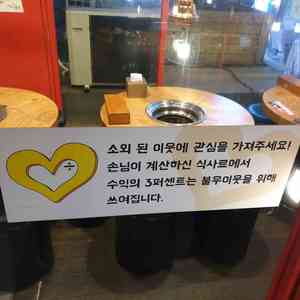 소외 된 이웃에 관심을 가져주세요!
손님이 계산하신 식사료에서
수익의 3퍼센트는 불우이웃을 위해
쓰여집니다.